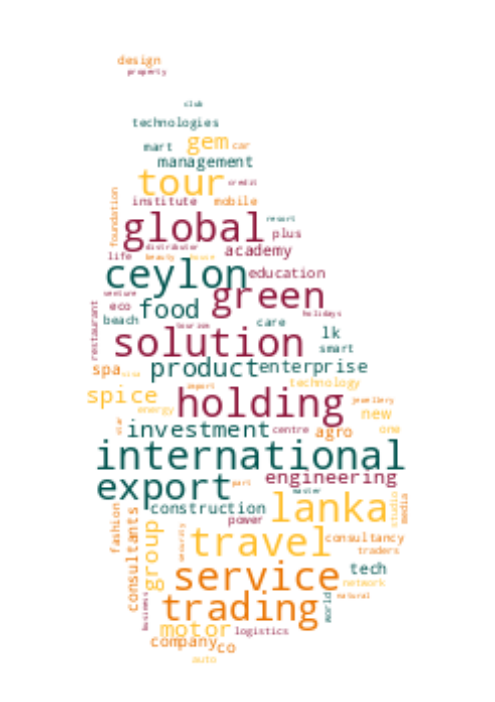 design
property
club
technologies
mart gem car
management
tour credit
institute mobile
foundation
global resort
plus
distributor academy
life beauty house
ceylon education
venture green
eco food holidays
beach tourism care
restaurant
solution lk
smart
spa visa product enterprise
technology
spice import
holding jewellery
energy new
star investment centre agro one
international
engineering
export part
master
lanka
construction
studio
media
fashion
consultants
group
power
security
travel consultancy
traders
service tech
network
trading natural
world
business
motor logistics
company co
auto